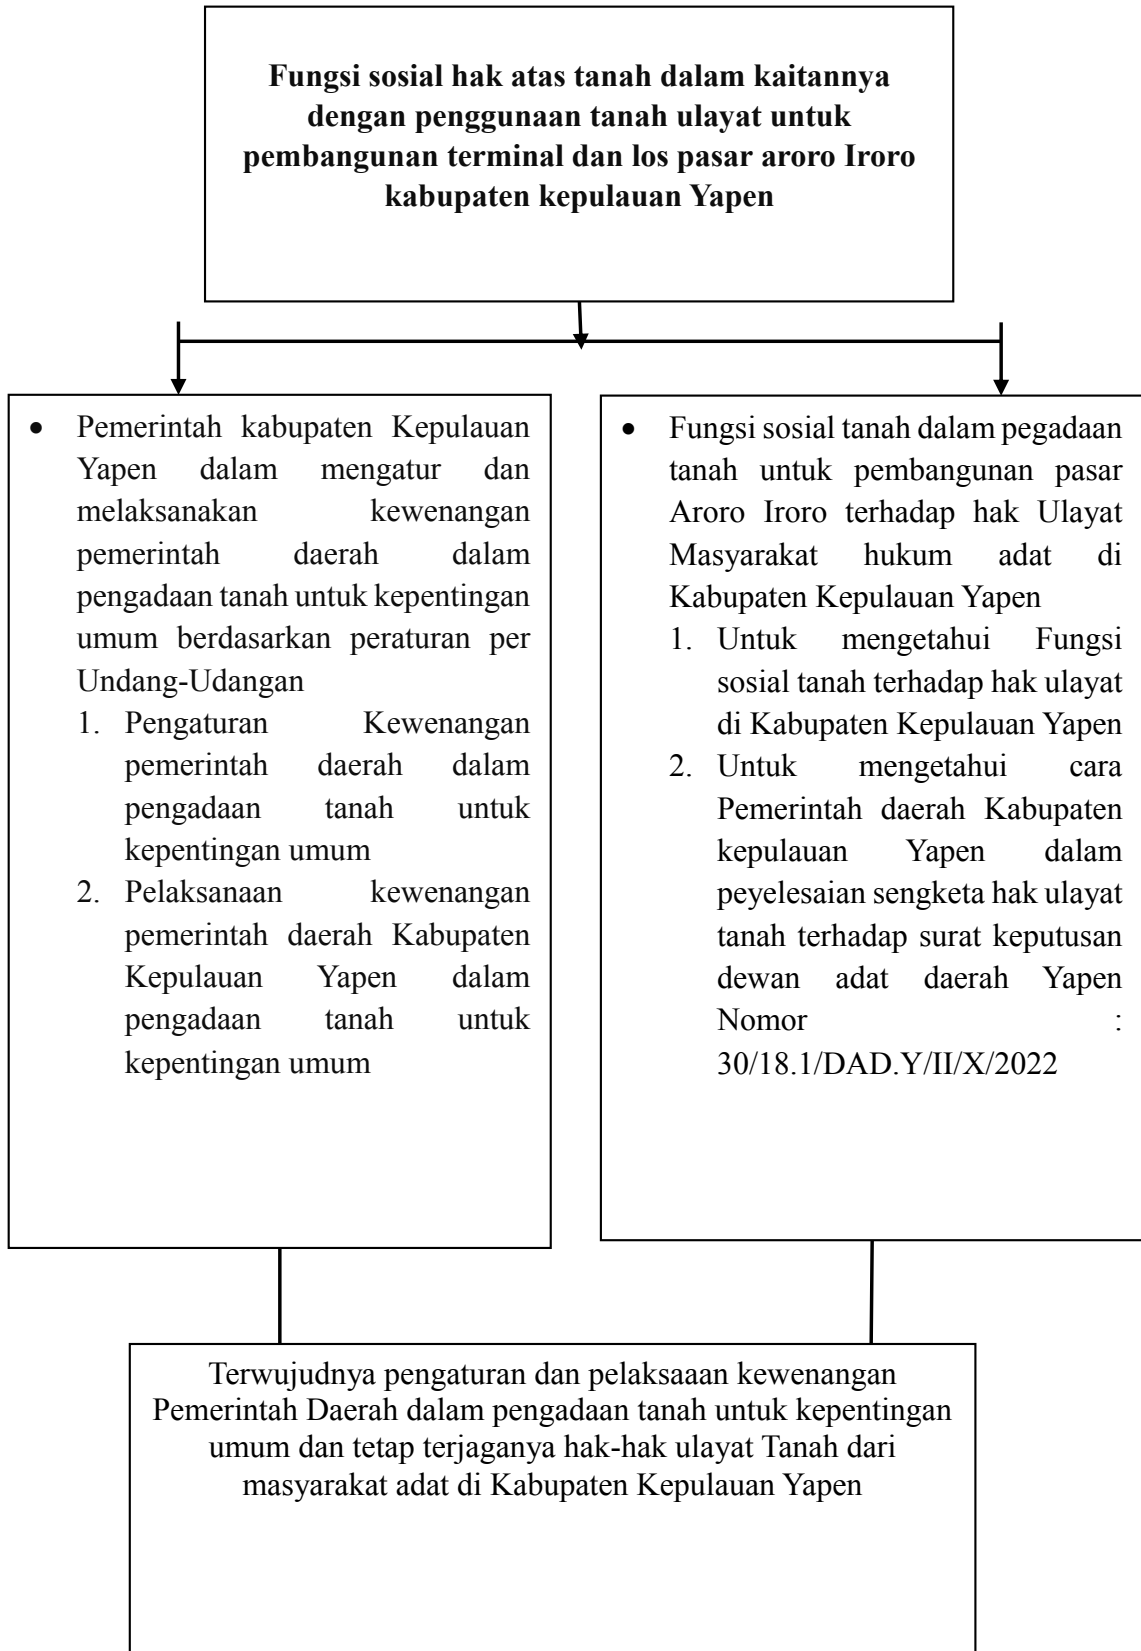 Fungsi sosial hak atas tanah dalam kaitannya
dengan penggunaan tanah ulayat untuk
pembangunan terminal dan los pasar aroro Iroro
kabupaten kepulauan Yapen
• Pemerintah kabupaten Kepulauan
Yapen dalam mengatur dan
melaksanakan kewenangan
pemerintah daerah dalam
pengadaan tanah untuk kepentingan
umum berdasarkan peraturan per
Undang-Udangan
1. Pengaturan Kewenangan
pemerintah daerah dalam
pengadaan tanah untuk
kepentingan umum
2. Pelaksanaan kewenangan
pemerintah daerah Kabupaten
Kepulauan Yapen dalam
pengadaan tanah untuk
kepentingan umum
• Fungsi sosial tanah dalam pegadaan
tanah untuk pembangunan pasar
Aroro Iroro terhadap hak Ulayat
Masyarakat hukum adat di
Kabupaten Kepulauan Yapen
1. Untuk mengetahui Fungsi
sosial tanah terhadap hak ulayat
di Kabupaten Kepulauan Yapen
2. Untuk mengetahui cara
Pemerintah daerah Kabupaten
kepulauan Yapen dalam
peyelesaian sengketa hak ulayat
tanah terhadap surat keputusan
dewan adat daerah Yapen
Nomor :
30/18.1/DAD.Y/II/X/2022
Terwujudnya pengaturan dan pelaksaaan kewenangan
Pemerintah Daerah dalam pengadaan tanah untuk kepentingan
umum dan tetap terjaganya hak-hak ulayat Tanah dari
masyarakat adat di Kabupaten Kepulauan Yapen